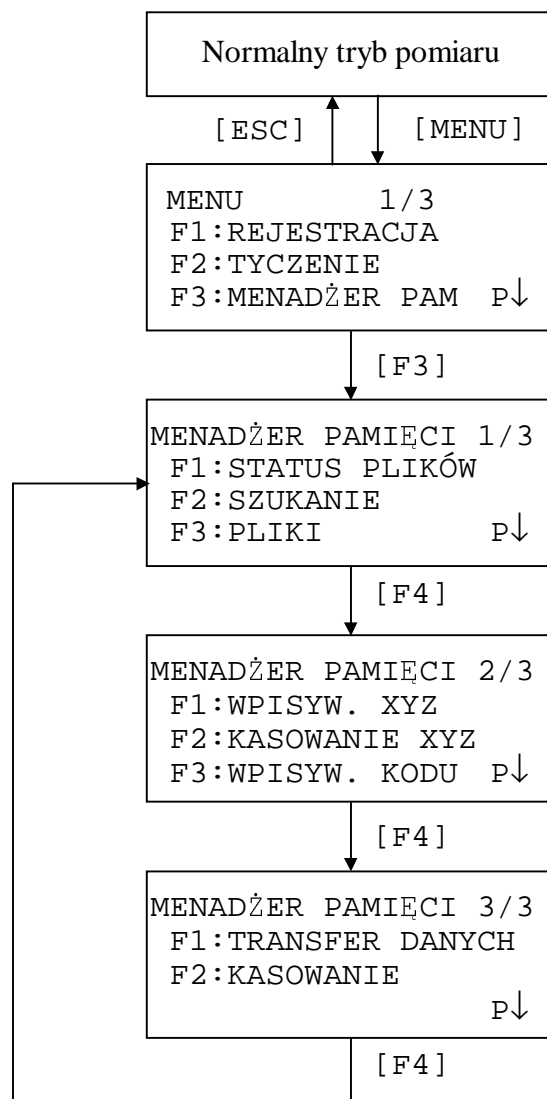 Normalny tryb pomiaru
[ESC] [MENU]
MENU 1/3
F1:REJESTRACJA
F2:TYCZENIE
F3:MENADŻER PAM P↓
[F3]
MENADŻER PAMIĘCI 1/3
F1:STATUS PLIKÓW
F2:SZUKANIE
F3:PLIKI P↓
[F4]
MENADŻER PAMIĘCI 2/3
F1:WPISYW. XYZ
F2:KASOWANIE XYZ
F3:WPISYW. KODU P↓
[F4]
MENADŻER PAMIĘCI 3/3
F1:TRANSFER DANYCH
F2:KASOWANIE
P↓
[F4]